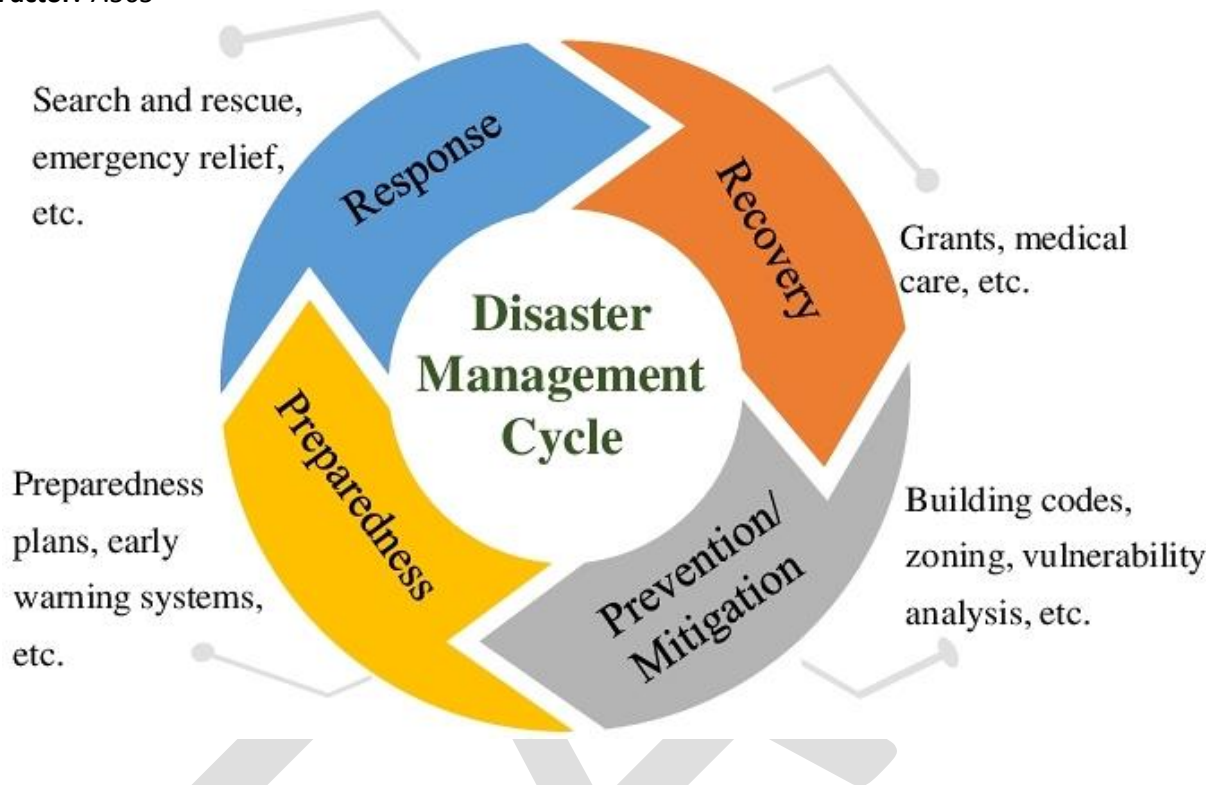 Search and rescue,
emergency relief,
etc.
Response
Recovery
Grants, medical
care, etc.
Disaster
Management
Cycle
Preparedness
Preparedness
plans, early
warning systems,
etc.
Prevention/
Mitigation
Building codes,
zoning, vulnerability
analysis, etc.